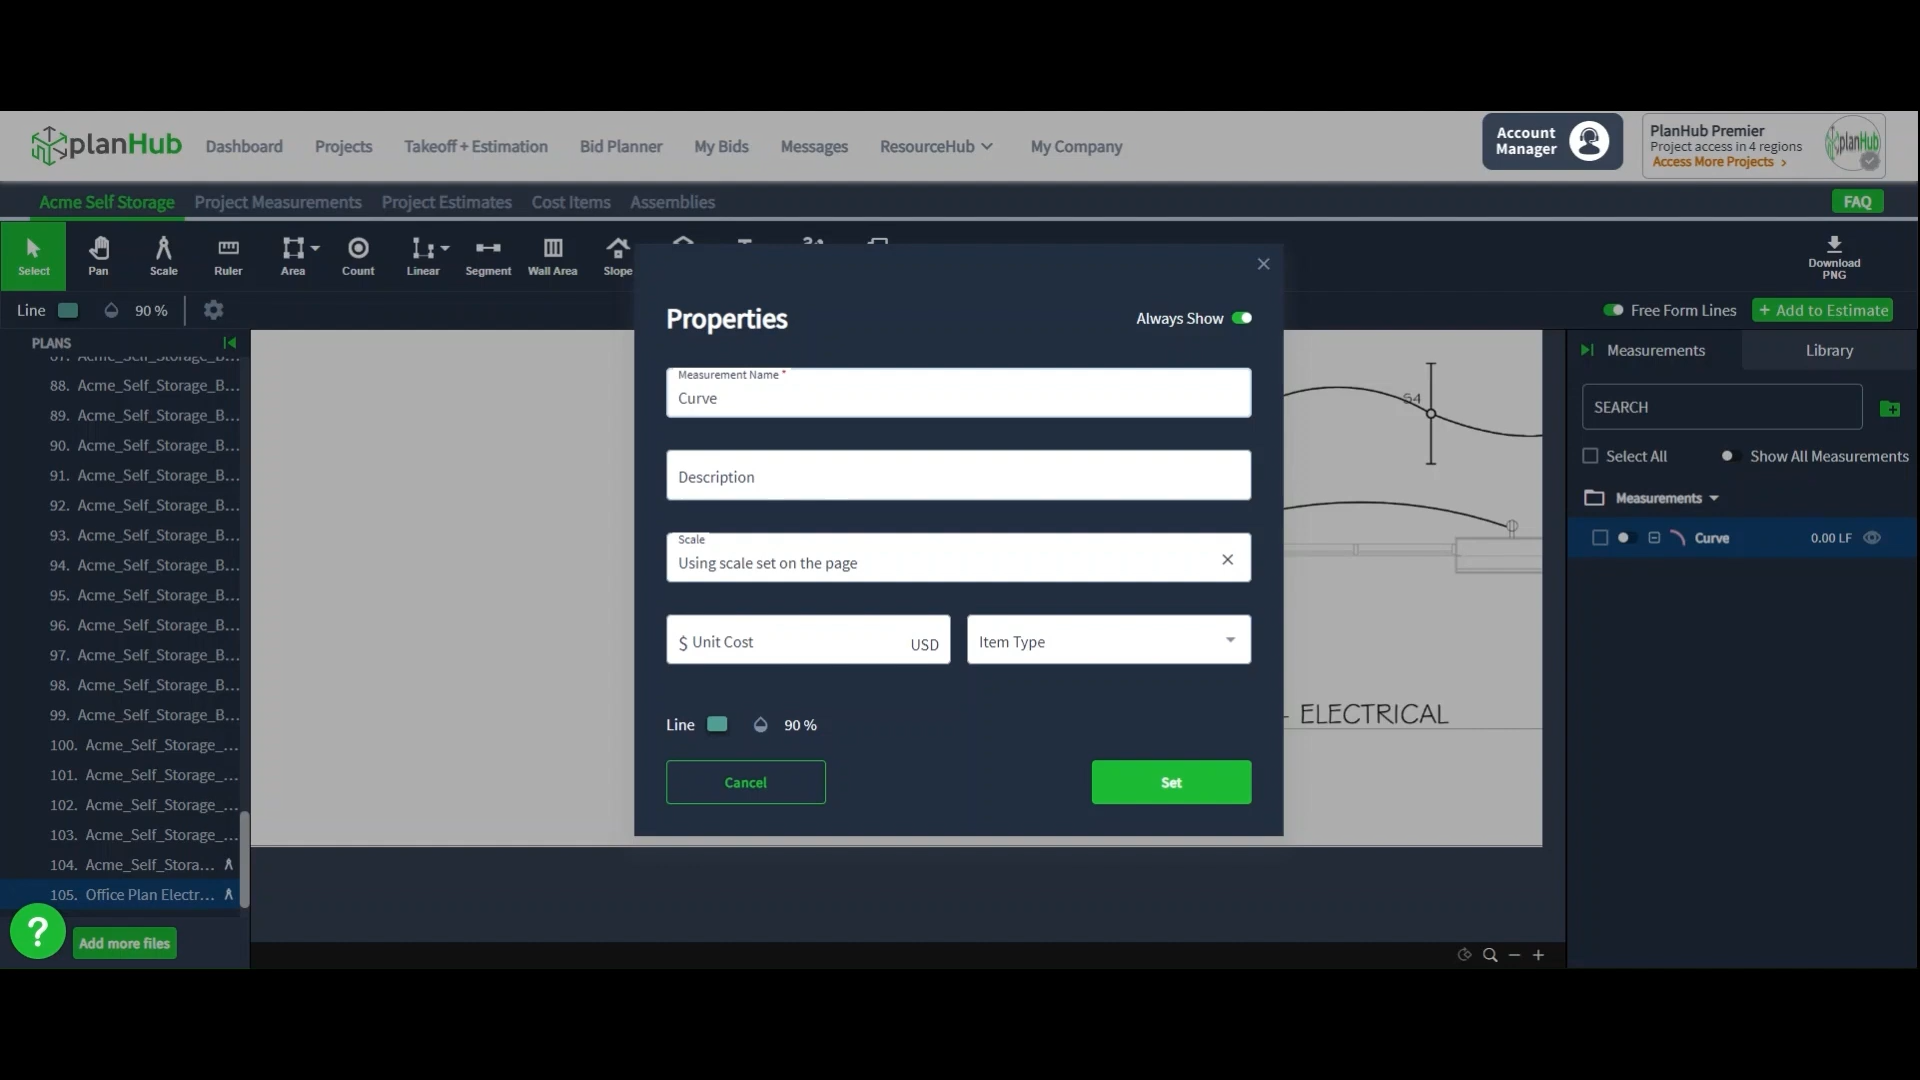 planHub
Dashboard
Projects
Takeoff + Estimation
Bid Planner
My Bids
Messages
ResourceHub
My Company
Account
Manager
PlanHub Premier
Project access in 4 regions
Access More Projects >
planHub
Acme Self Storage
Project Measurements
Project Estimates
Cost Items
Assemblies
FAQ
Select
Pan
Scale
Ruler
Area
Count
Linear
Segment
Wall Area
Slope
Download
PNG
Line
90 %
Free Form Lines
+ Add to Estimate
PLANS
88. Acme_Self_Storage_B...
89. Acme_Self_Storage_B...
90. Acme_Self_Storage_B...
91. Acme_Self_Storage_B...
92. Acme_Self_Storage_B...
93. Acme_Self_Storage_B...
94. Acme_Self_Storage_B...
95. Acme_Self_Storage_B...
96. Acme_Self_Storage_B...
97. Acme_Self_Storage_B...
98. Acme_Self_Storage_B...
99. Acme_Self_Storage_B...
100. Acme_Self_Storage_...
101. Acme_Self_Storage_...
102. Acme_Self_Storage_...
103. Acme_Self_Storage_...
104. Acme_Self_Stora...
105. Office Plan Electr...
?
Add more files
Properties
Always Show
Measurement Name *
Curve
Description
Scale
Using scale set on the page
$ Unit Cost
USD
Item Type
Line
90 %
Cancel
Set
- ELECTRICAL
Measurements
Library
SEARCH
Select All
Show All Measurements
Measurements
Curve
0.00 LF